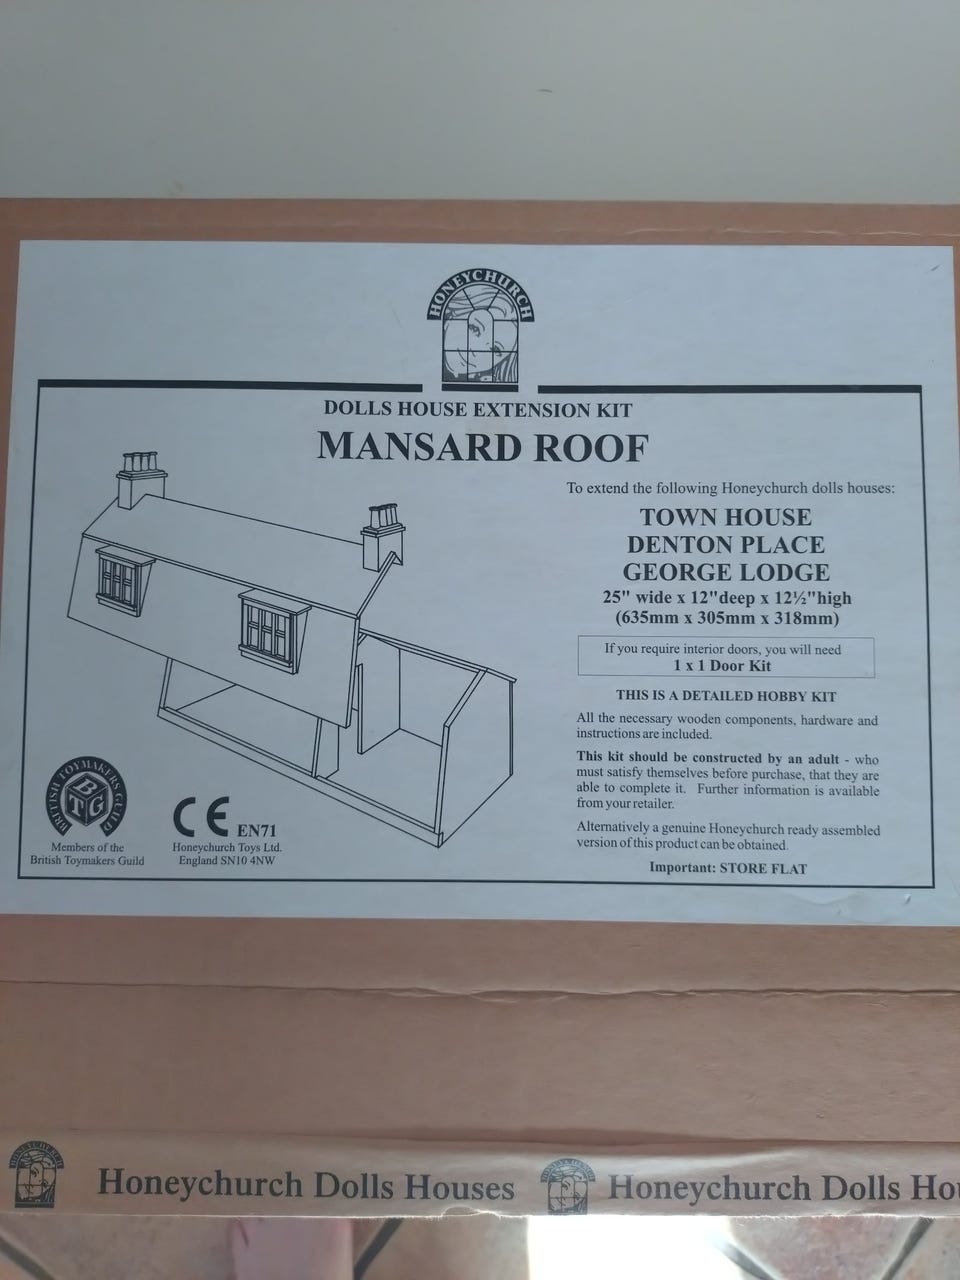 HONEYCHURCH
DOLLS HOUSE EXTENSION KIT
MANSARD ROOF
To extend the following Honeychurch dolls houses:
TOWN HOUSE
DENTON PLACE
GEORGE LODGE
25" wide x 12"deep x 12½"high
(635mm x 305mm x 318mm)
If you require interior doors, you will need
1 x 1 Door Kit
THIS IS A DETAILED HOBBY KIT
All the necessary wooden components, hardware and
instructions are included.
This kit should be constructed by an adult - who
must satisfy themselves before purchase, that they are
able to complete it. Further information is available
from your retailer.
Alternatively a genuine Honeychurch ready assembled
version of this product can be obtained.
Important: STORE FLAT
BRITISH TOYMAKERS GUILD
BTG
Members of the
British Toymakers Guild
CE EN71
Honeychurch Toys Ltd.
England SN10 4NW
HONEYCHURCH
Honeychurch Dolls Houses
HONEYCHURCH
Honeychurch Dolls Hou